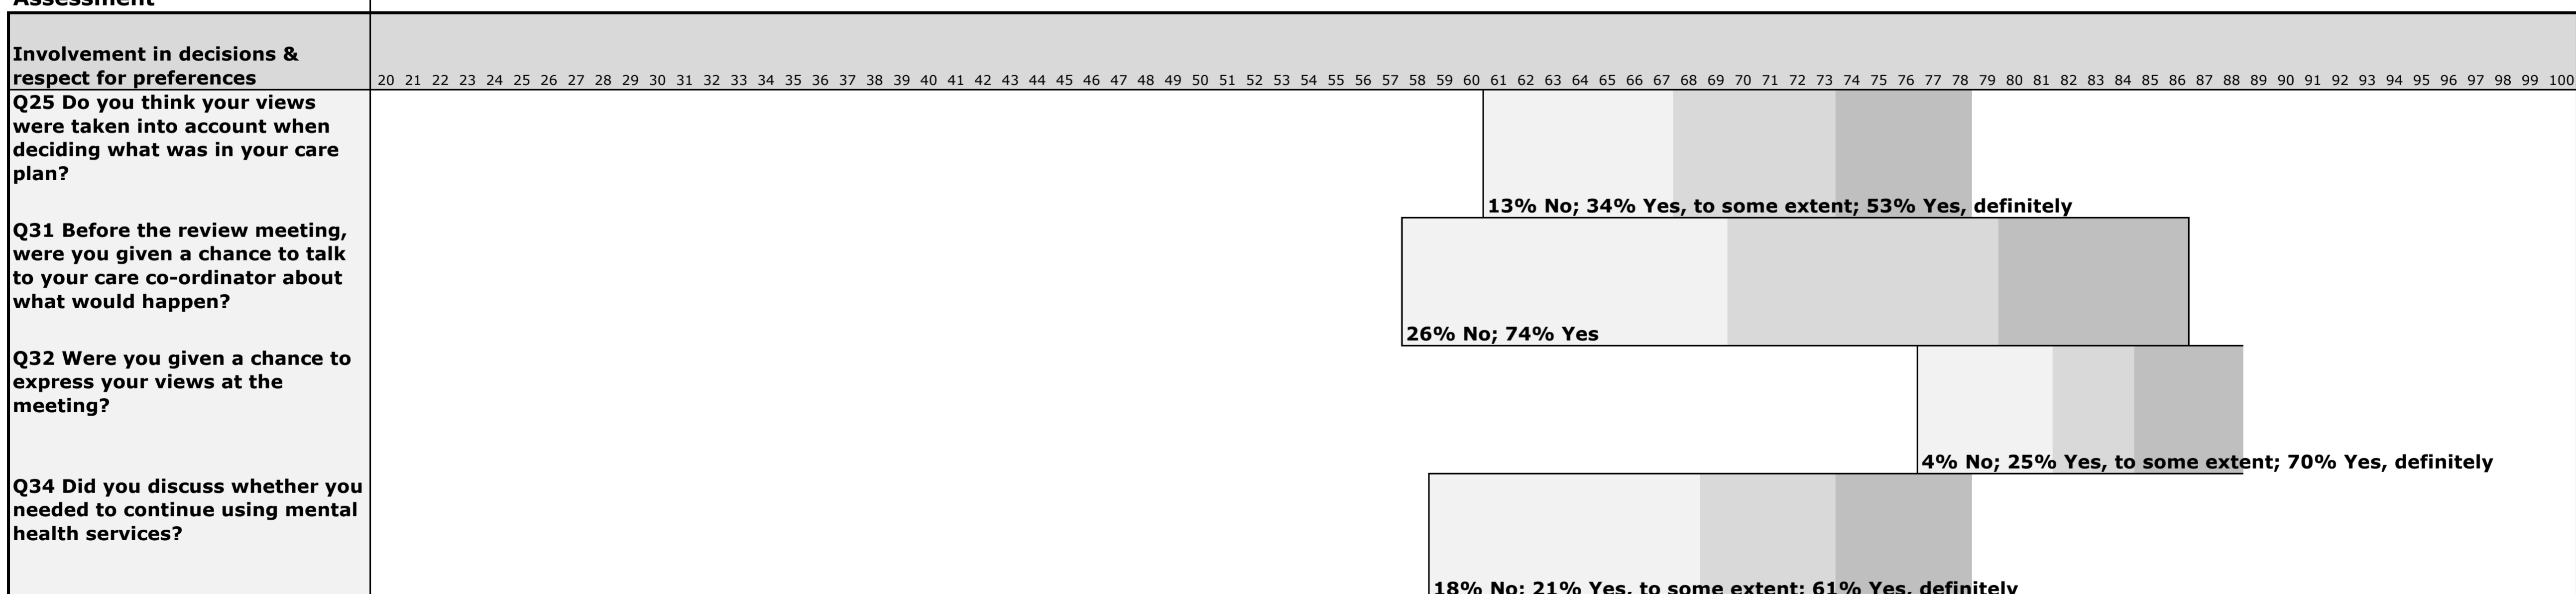 Assessment
Involvement in decisions &
respect for preferences
20 21 22 23 24 25 26 27 28 29 30 31 32 33 34 35 36 37 38 39 40 41 42 43 44 45 46 47 48 49 50 51 52 53 54 55 56 57 58 59 60 61 62 63 64 65 66 67 68 69 70 71 72 73 74 75 76 77 78 79 80 81 82 83 84 85 86 87 88 89 90 91 92 93 94 95 96 97 98 99 100
Q25 Do you think your views
were taken into account when
deciding what was in your care
plan?
13% No; 34% Yes, to some extent; 53% Yes, definitely
Q31 Before the review meeting,
were you given a chance to talk
to your care co-ordinator about
what would happen?
26% No; 74% Yes
Q32 Were you given a chance to
express your views at the
meeting?
4% No; 25% Yes, to some extent; 70% Yes, definitely
Q34 Did you discuss whether you
needed to continue using mental
health services?
18% No; 21% Yes, to some extent; 61% Yes, definitely